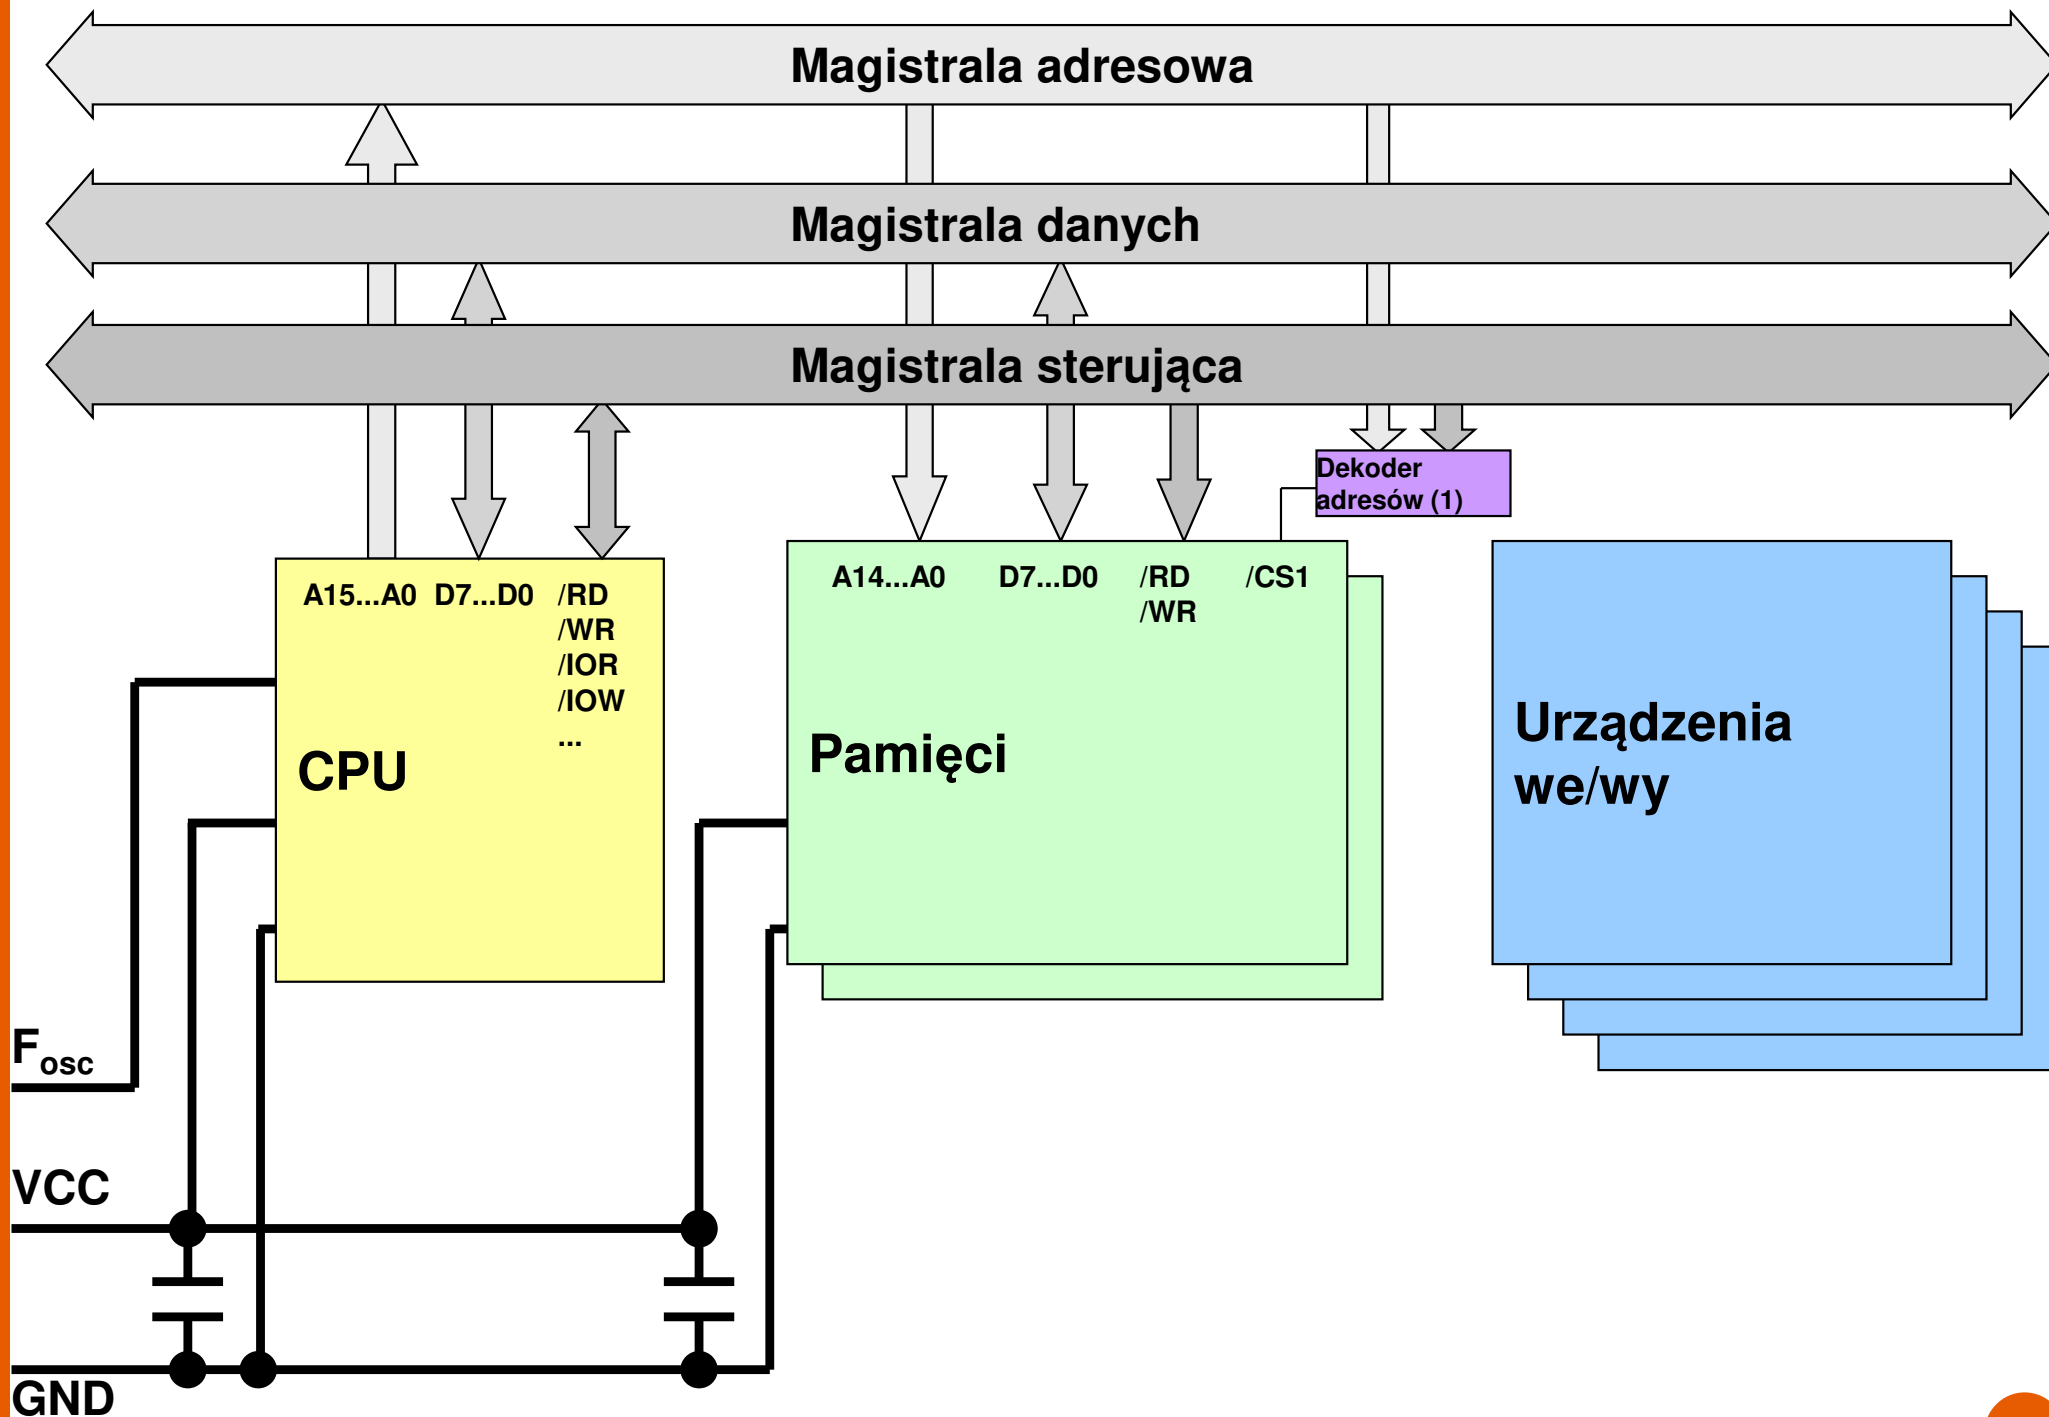 Magistrala adresowa
Magistrala danych
Magistrala sterująca
Dekoder
adresów (1)
A15...A0 D7...D0 /RD
/WR
/IOR
/IOW
...
CPU
A14...A0 D7...D0 /RD /CS1
/WR
Pamięci
Urządzenia
we/wy
Fosc
VCC
GND